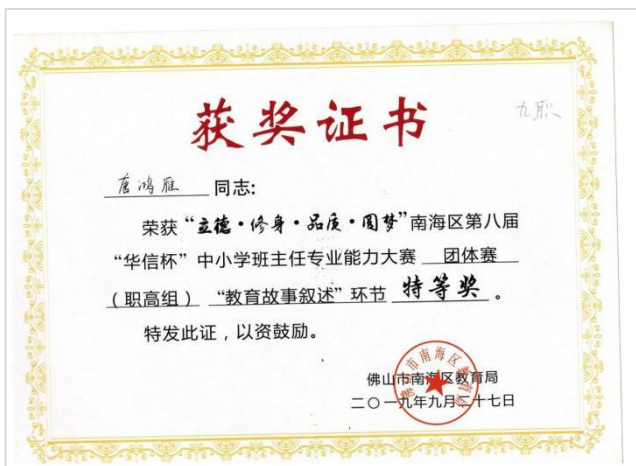 获奖证书
九职
唐鸿雁 同志:
荣获“立德·修身·品质·圆梦”南海区第八届
“华信杯”中小学班主任专业能力大赛 团体赛
（职高组） “教育故事叙述”环节 特等奖 。
特发此证，以资鼓励。
佛山市南海区教育局
二〇一九年九月二十七日